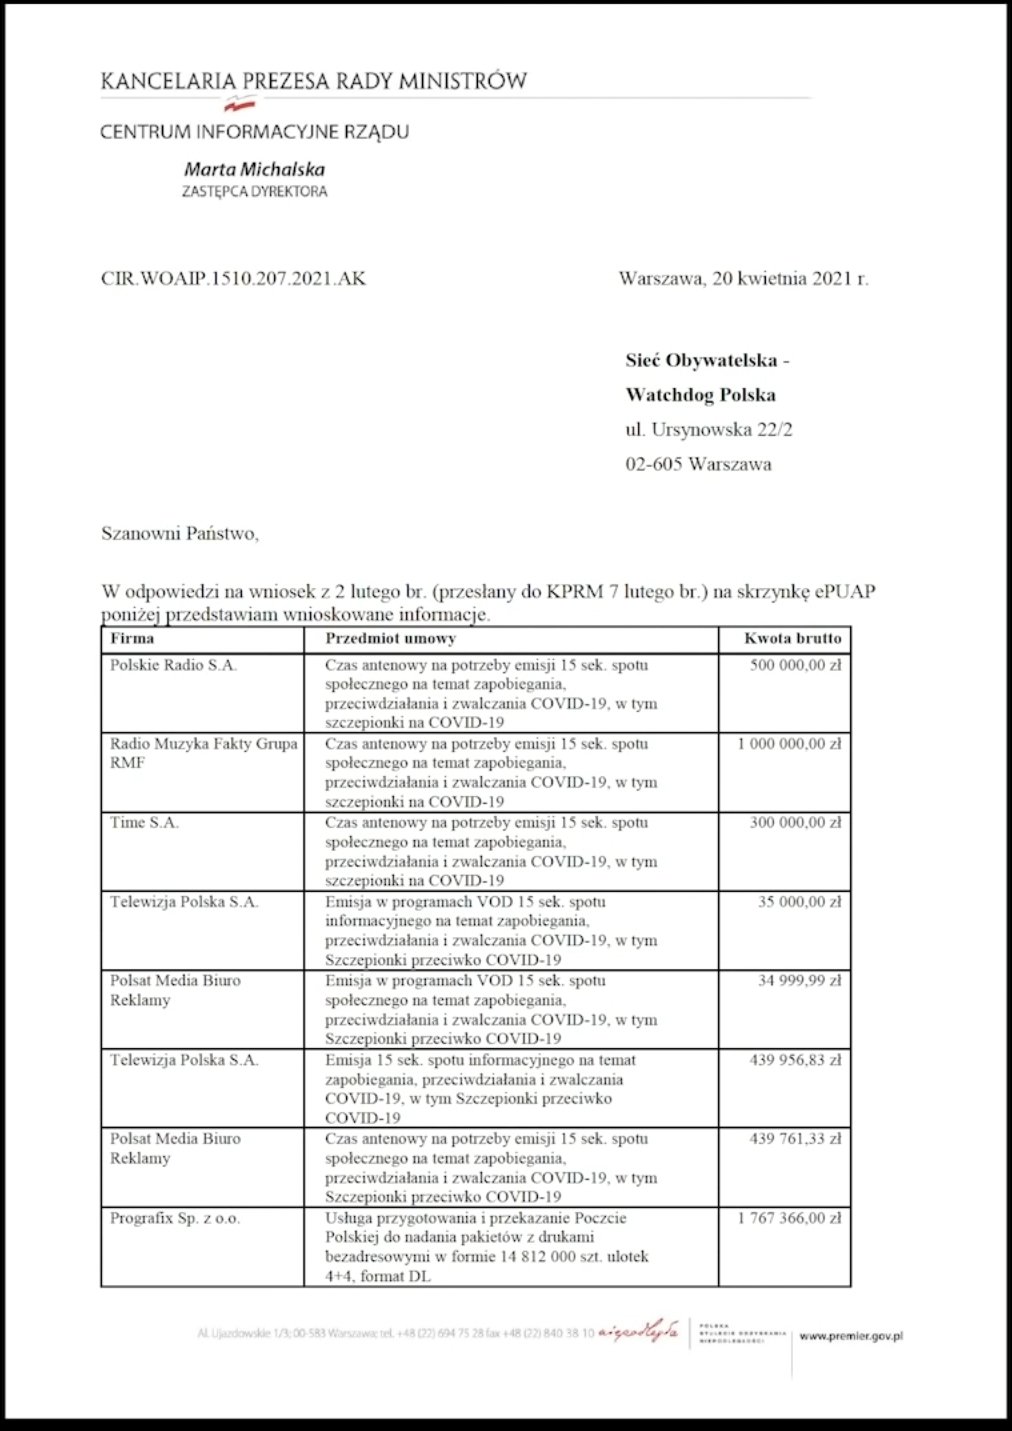 KANCELARIA PREZESA RADY MINISTRÓW
CENTRUM INFORMACYJNE RZĄDU
Marta Michalska
ZASTĘPCA DYREKTORA
CIR.WOAIP.1510.207.2021.AK
Warszawa, 20 kwietnia 2021 r.
Sieć Obywatelska -
Watchdog Polska
ul. Ursynowska 22/2
02-605 Warszawa
Szanowni Państwo,
W odpowiedzi na wniosek z 2 lutego br. (przesłany do KPRM 7 lutego br.) na skrzynkę ePUAP
poniżej przedstawiam wnioskowane informacje.
Firma Przedmiot umowy Kwota brutto
Polskie Radio S.A. Czas antenowy na potrzeby emisji 15 sek. spotu 500 000,00 zł
społecznego na temat zapobiegania,
przeciwdziałania i zwalczania COVID-19, w tym
szczepionki na COVID-19
Radio Muzyka Fakty Grupa Czas antenowy na potrzeby emisji 15 sek. spotu 1 000 000,00 zł
RMF społecznego na temat zapobiegania,
przeciwdziałania i zwalczania COVID-19, w tym
szczepionki na COVID-19
Time S.A. Czas antenowy na potrzeby emisji 15 sek. spotu 300 000,00 zł
społecznego na temat zapobiegania,
przeciwdziałania i zwalczania COVID-19, w tym
szczepionki na COVID-19
Telewizja Polska S.A. Emisja w programach VOD 15 sek. spotu 35 000,00 zł
informacyjnego na temat zapobiegania,
przeciwdziałania i zwalczania COVID-19, w tym
Szczepionki przeciwko COVID-19
Polsat Media Biuro Emisja w programach VOD 15 sek. spotu 34 999,99 zł
Reklamy społecznego na temat zapobiegania,
przeciwdziałania i zwalczania COVID-19, w tym
Szczepionki przeciwko COVID-19
Telewizja Polska S.A. Emisja 15 sek. spotu informacyjnego na temat 439 956,83 zł
zapobiegania, przeciwdziałania i zwalczania
COVID-19, w tym Szczepionki przeciwko
COVID-19
Polsat Media Biuro Czas antenowy na potrzeby emisji 15 sek. spotu 439 761,33 zł
Reklamy społecznego na temat zapobiegania,
przeciwdziałania i zwalczania COVID-19, w tym
Szczepionki przeciwko COVID-19
Prografix Sp. z o.o. Usługa przygotowania i przekazanie Poczcie 1 767 366,00 zł
Polskiej do nadania pakietów z drukami
bezadresowymi w formie 14 812 000 szt. ulotek
4+4, format DL
Al. Ujazdowskie 1/3; 00-583 Warszawa; tel. +48 (22) 694 75 28 fax +48 (22) 840 38 10 niepodległa
POLSKA
STULECIE ODZYSKANIA
NIEPODLEGŁOŚCI
www.premier.gov.pl